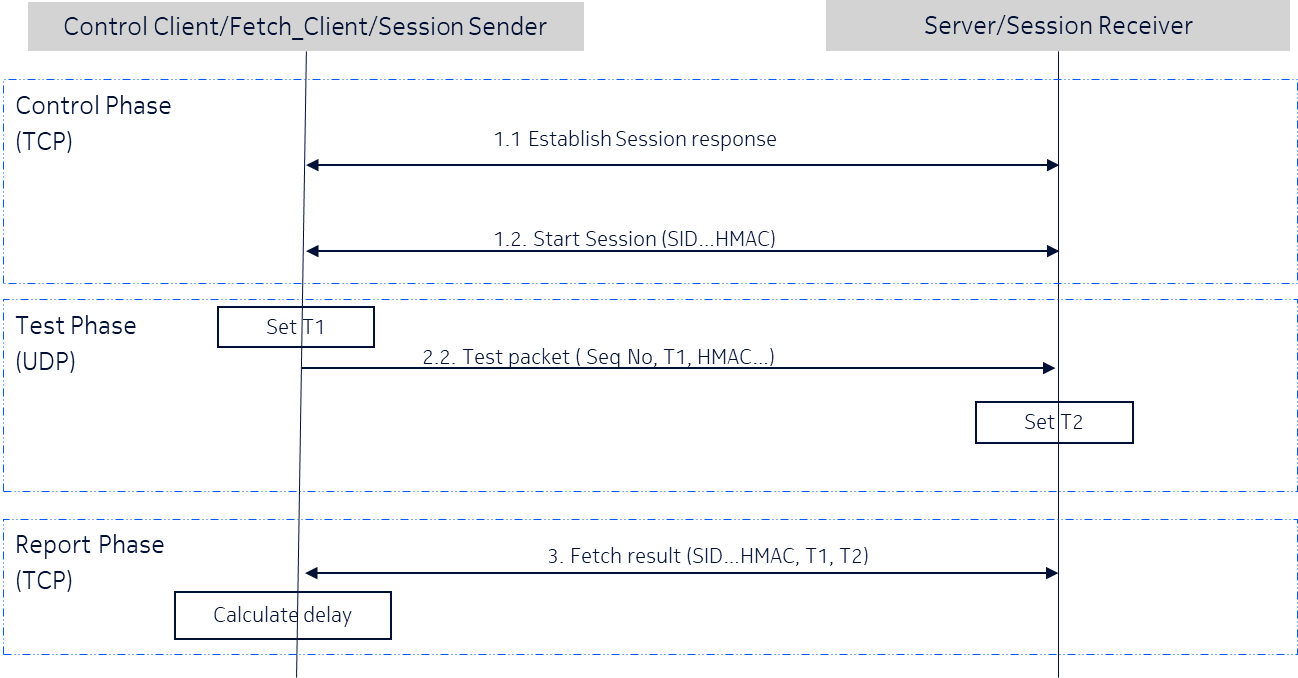 Control Client/Fetch_Client/Session Sender
Server/Session Receiver
Control Phase
(TCP)
1.1 Establish Session response
1.2. Start Session (SID...HMAC)
Test Phase
(UDP)
Set T1
2.2. Test packet ( Seq No, T1, HMAC...)
Set T2
Report Phase
(TCP)
3. Fetch result (SID...HMAC, T1, T2)
Calculate delay